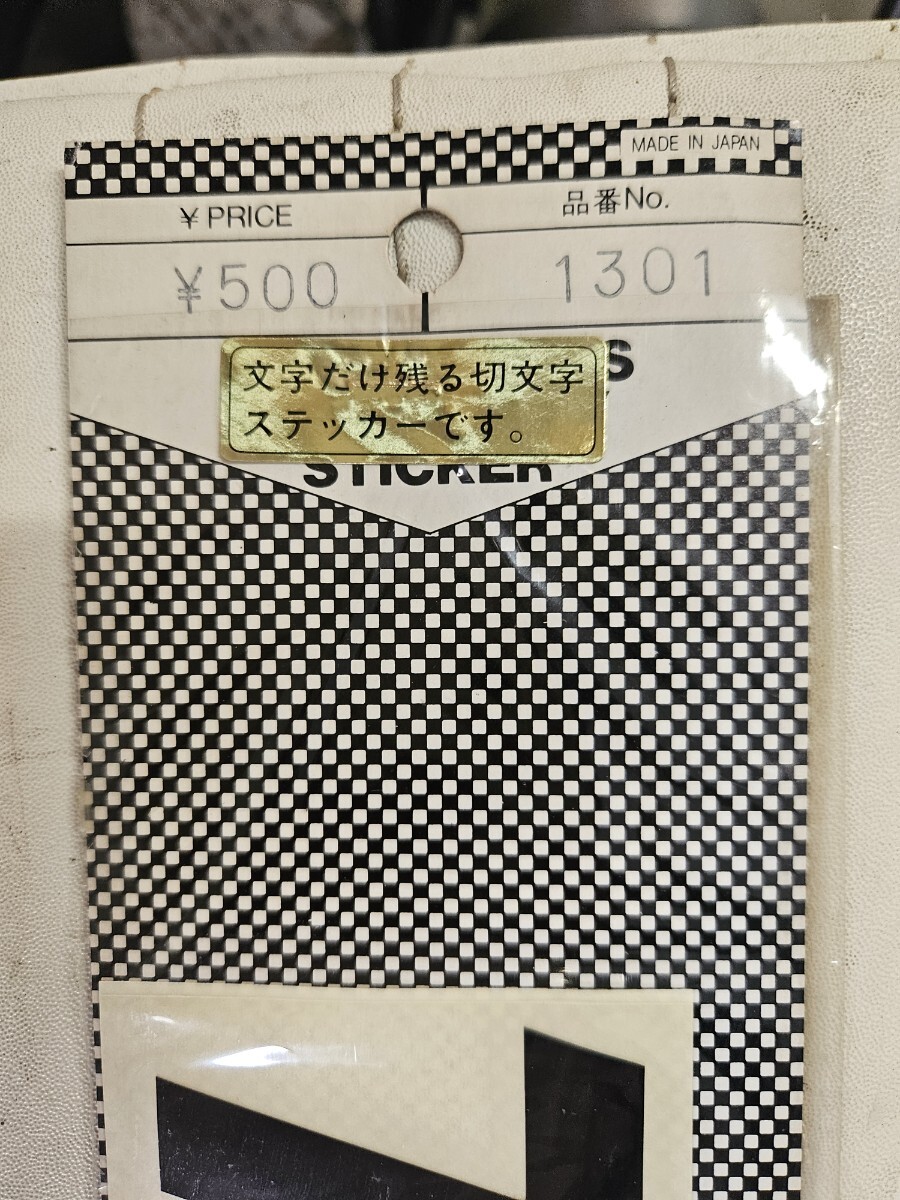 MADE IN JAPAN
¥ PRICE
品番No.
¥500
1301
文字だけ残る切文字
ステッカーです。
STICKER